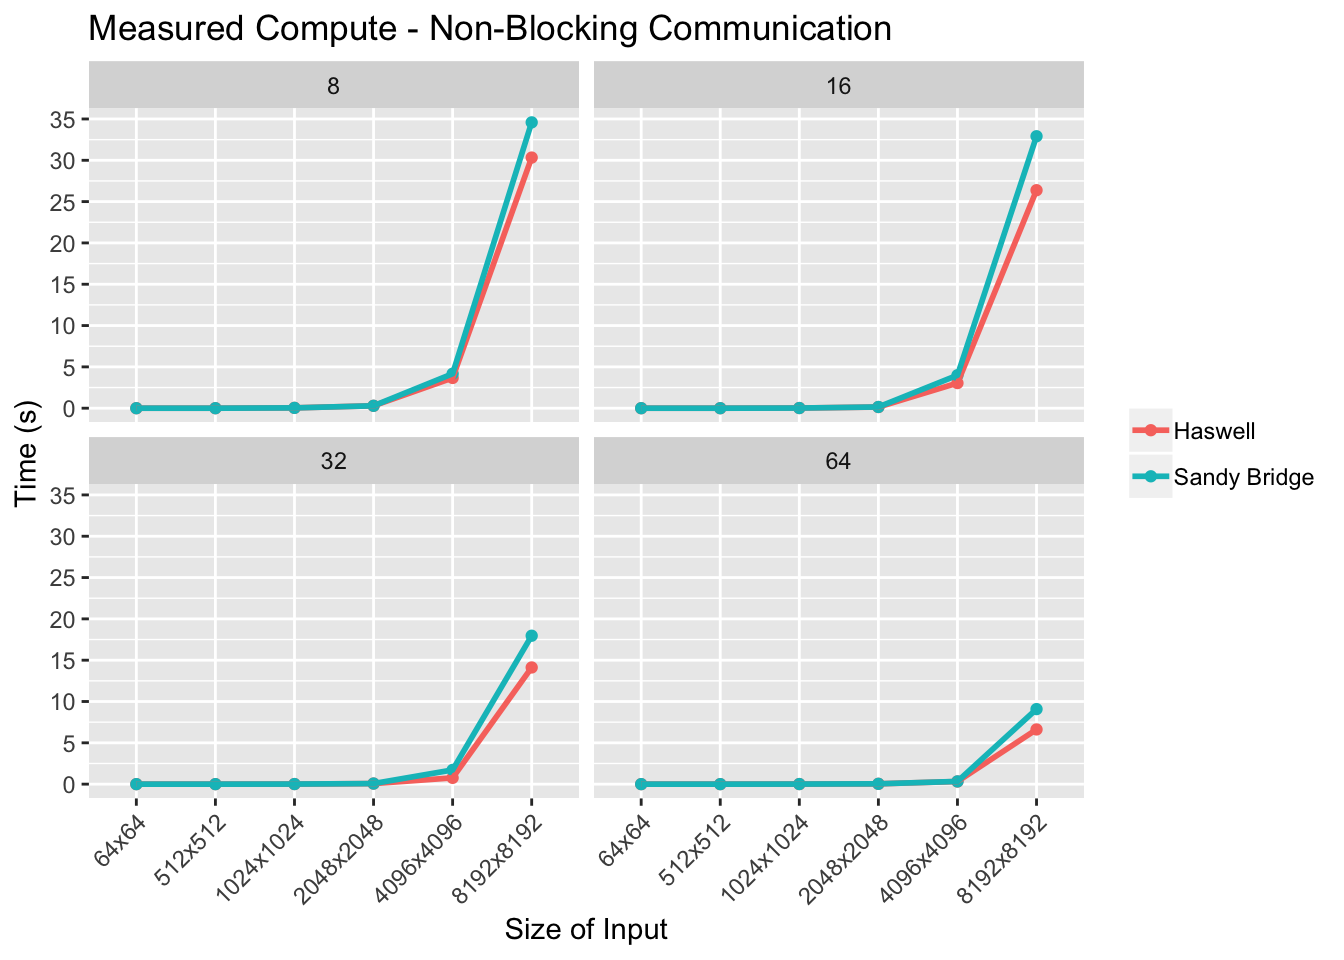 Measured Compute - Non-Blocking Communication
8
16
35
30
25
20
15
10
5
0
32
64
35
30
25
20
15
10
5
0
Time (s)
64x64
512x512
1024x1024
2048x2048
4096x4096
8192x8192
64x64
512x512
1024x1024
2048x2048
4096x4096
8192x8192
Size of Input
Haswell
Sandy Bridge